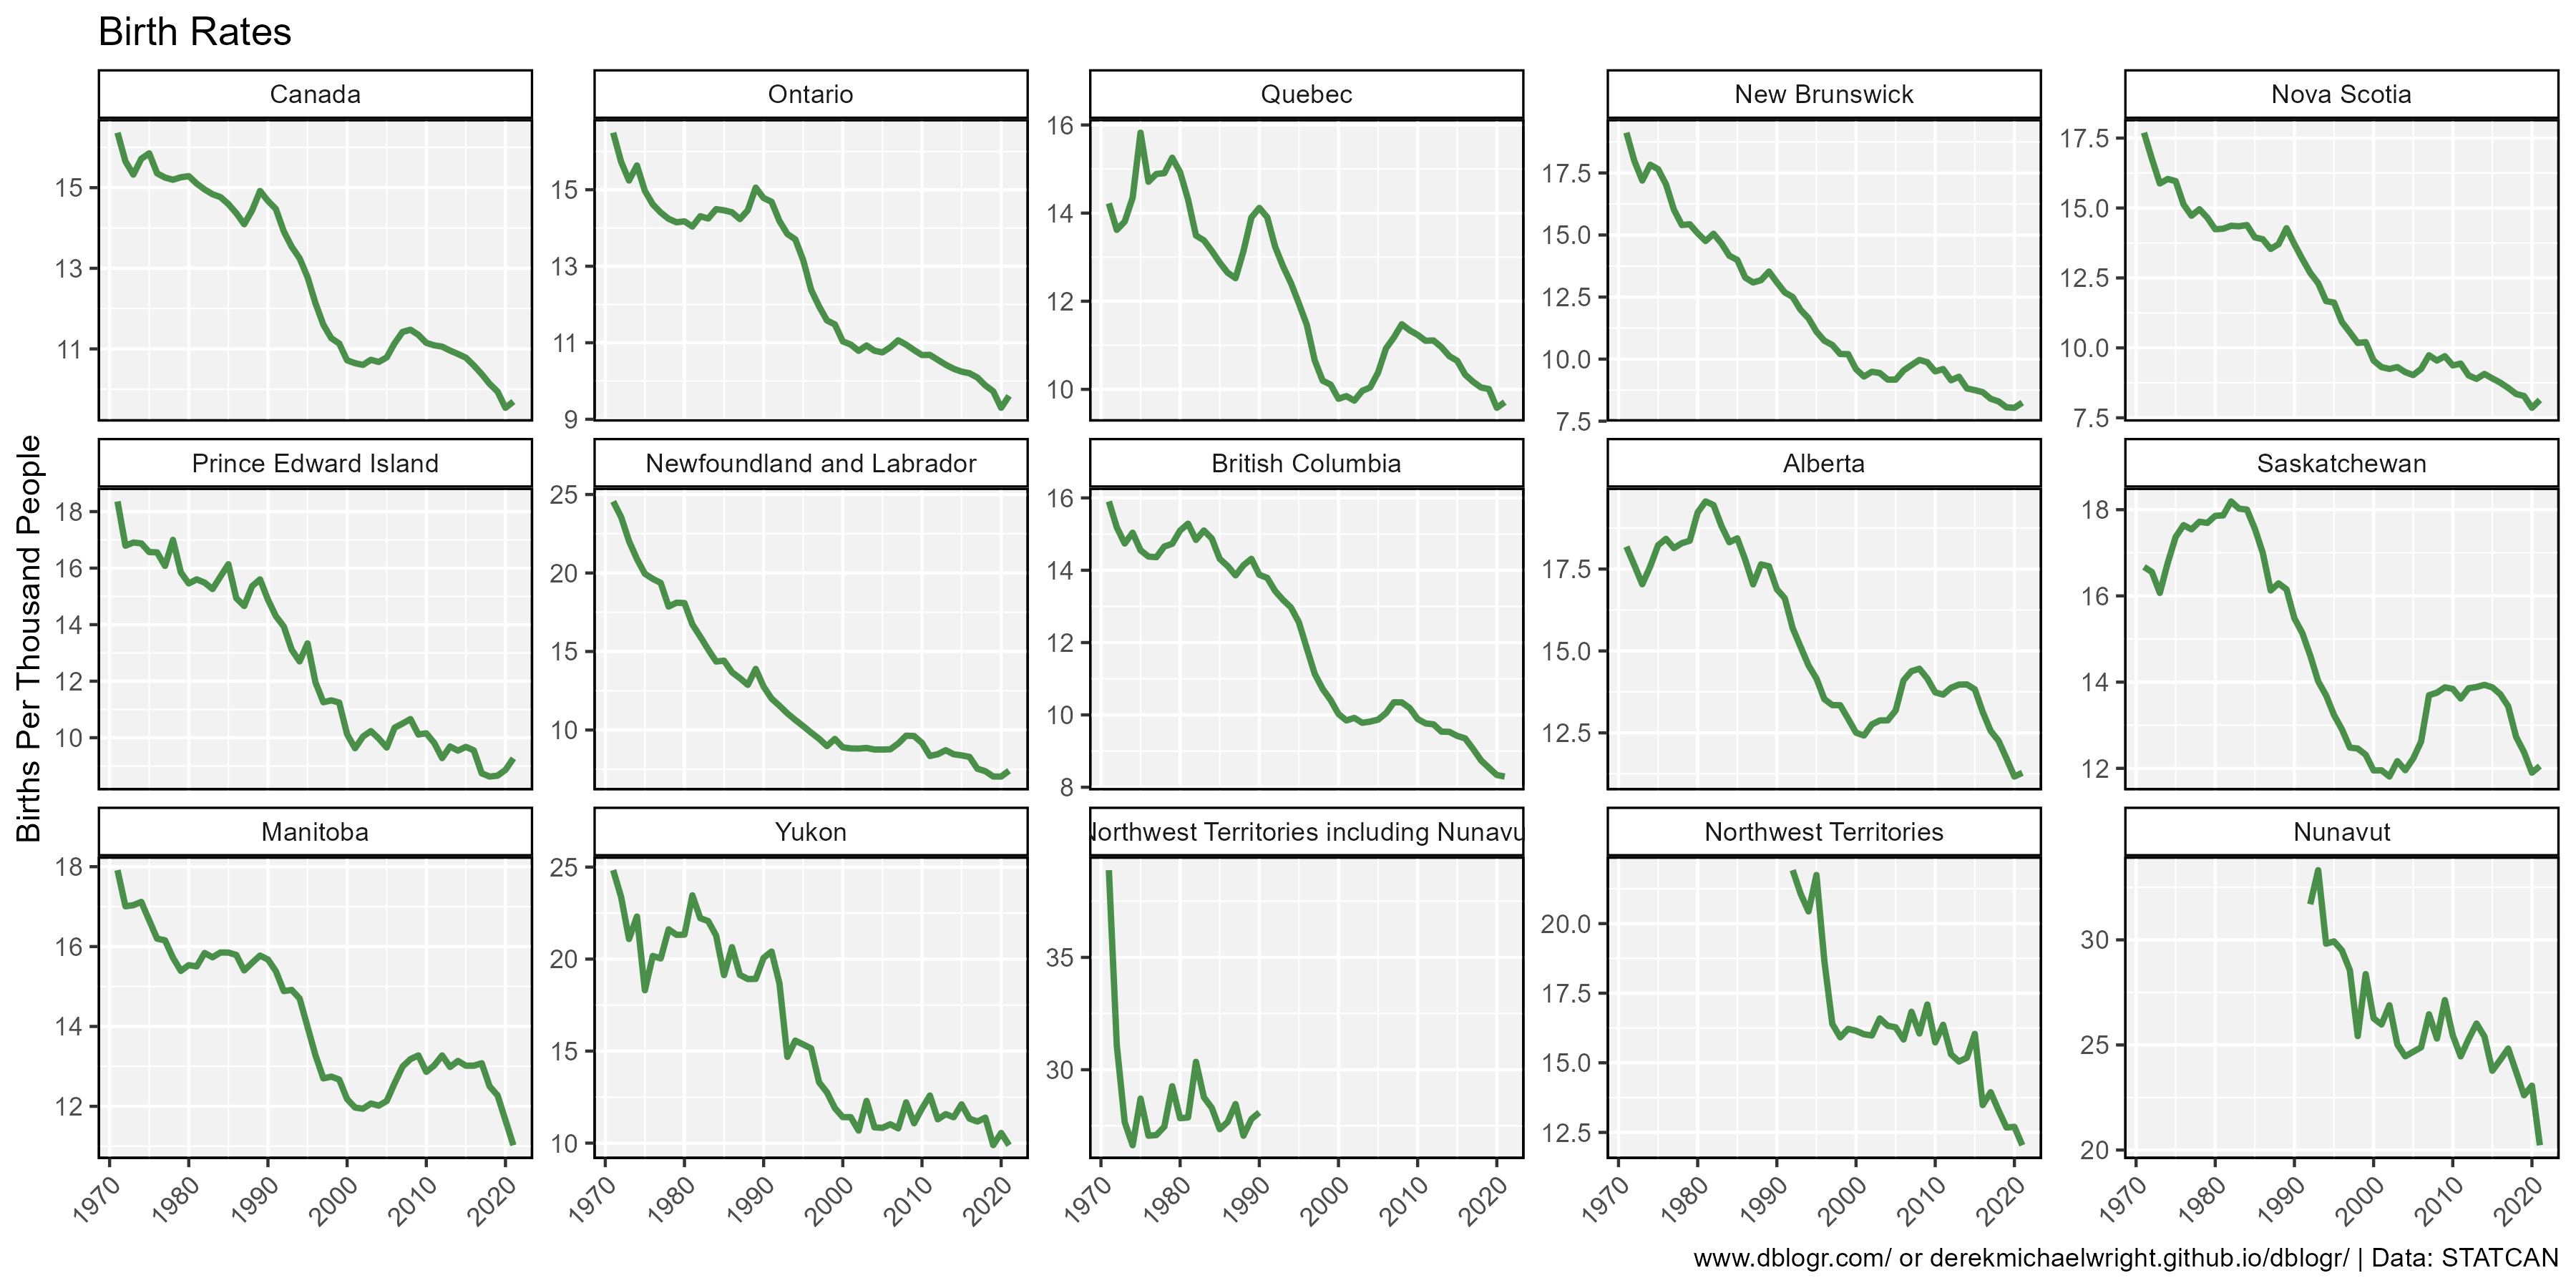 Birth Rates
Canada
Ontario
Quebec
New Brunswick
Nova Scotia
15
13
11
15
13
11
9
16
14
12
10
17.5
15.0
12.5
10.0
7.5
17.5
15.0
12.5
10.0
7.5
Births Per Thousand People
Prince Edward Island
Newfoundland and Labrador
British Columbia
Alberta
Saskatchewan
18
16
14
12
10
25
20
15
10
16
14
12
10
8
17.5
15.0
12.5
18
16
14
12
Manitoba
Yukon
Northwest Territories including Nunavu
Northwest Territories
Nunavut
18
16
14
12
25
20
15
10
35
30
20.0
17.5
15.0
12.5
30
25
20
1970 1980 1990 2000 2010 2020
1970 1980 1990 2000 2010 2020
1970 1980 1990 2000 2010 2020
1970 1980 1990 2000 2010 2020
1970 1980 1990 2000 2010 2020
www.dblogr.com/ or derekmichaelwright.github.io/dblogr/ | Data: STATCAN